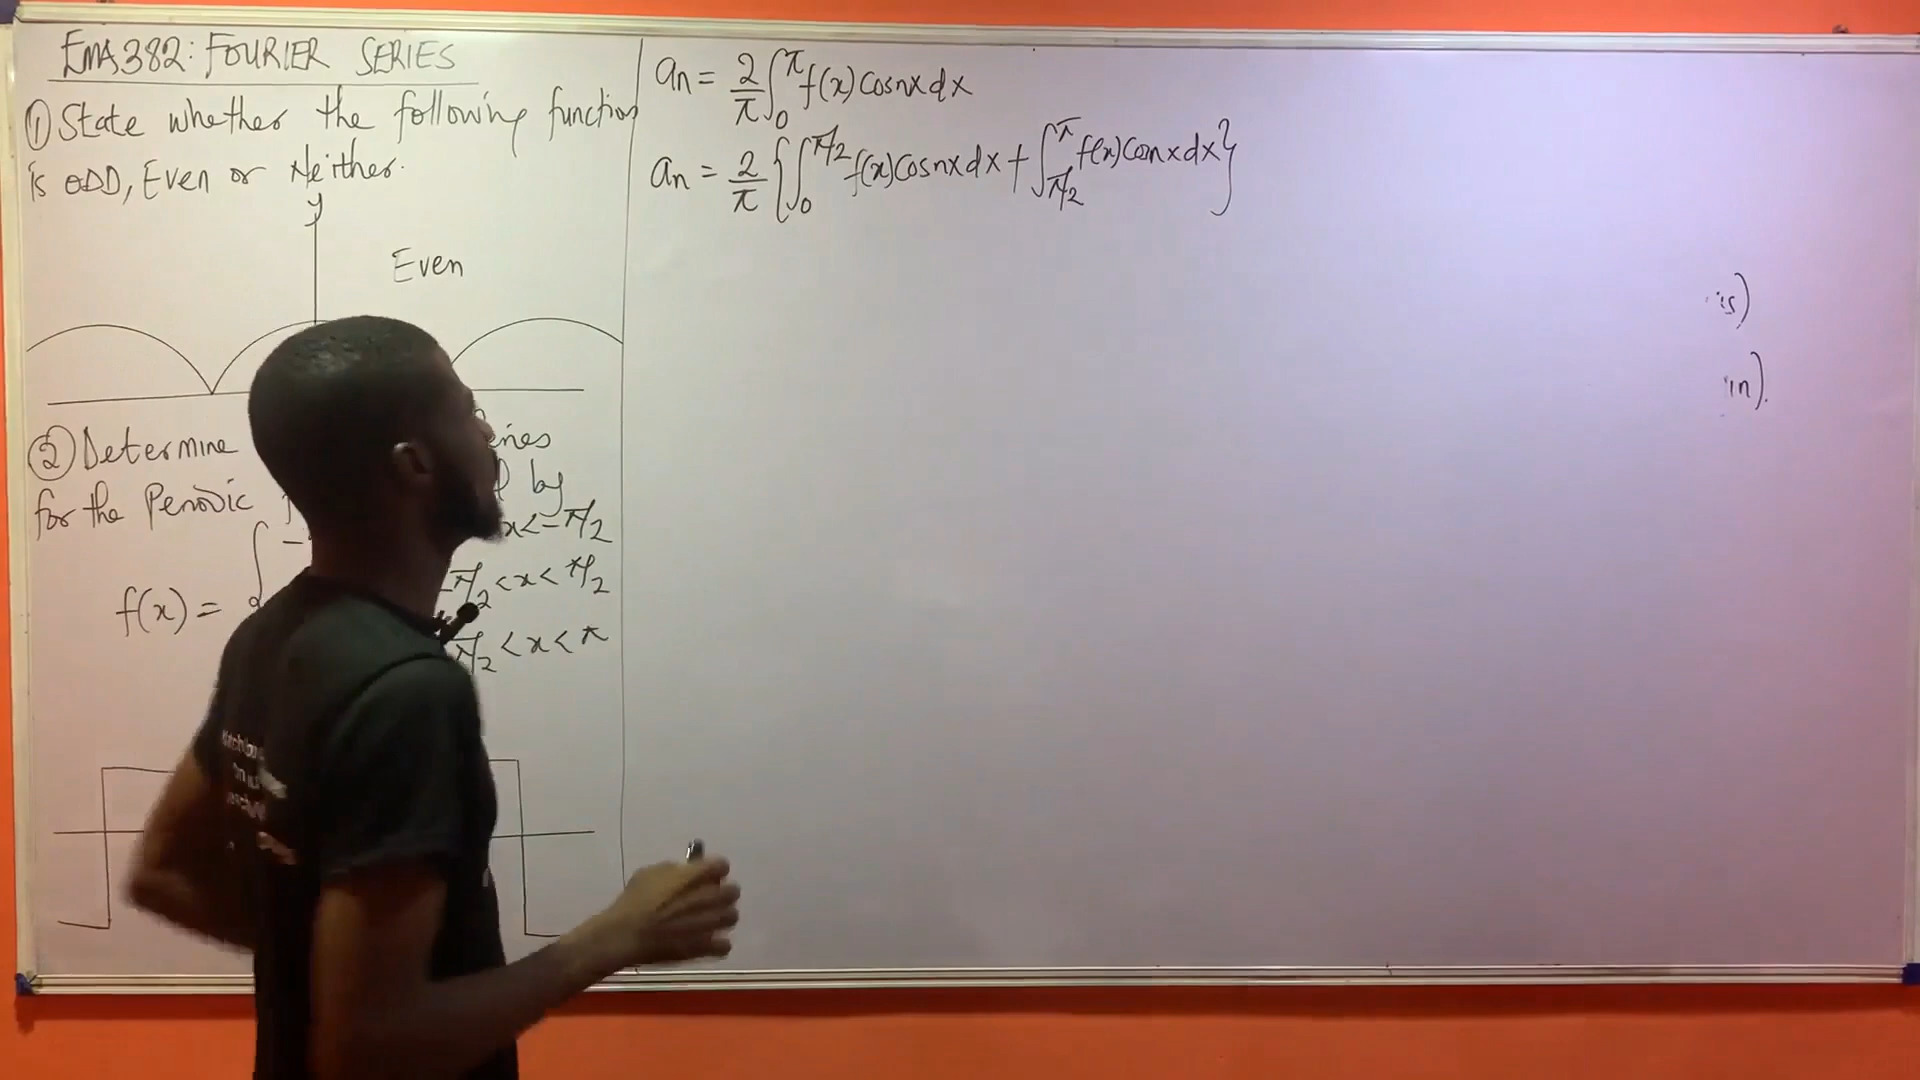 EMA382: FOURIER SERIES
① State whether the following function
is ODD, Even or Neither.
y
Even
② Determine
for the Periodic by
x<-π/2
f(x) = π/2 <x< π/2
π/2 <x< π
an = 2/π ∫₀^π f(x) cosnx dx
an = 2/π {∫₀^π/2 f(x)cosnx dx + ∫π/2^π f(x) cosnx dx}
is)
in).